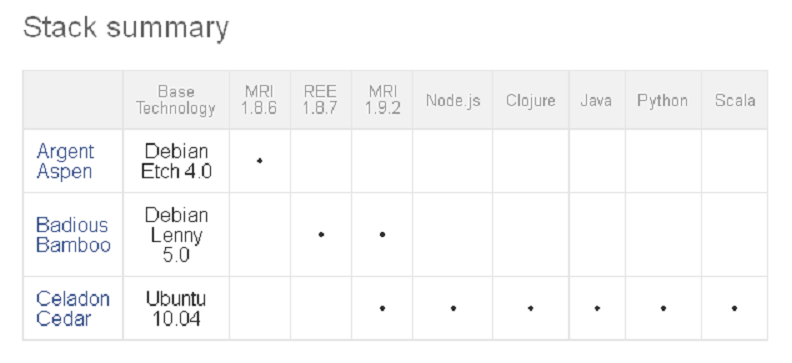 Stack summary
Base Technology MRI 1.8.6 REE 1.8.7 MRI 1.9.2 Node.js Clojure Java Python Scala
Argent Aspen Debian Etch 4.0 •
Badious Bamboo Debian Lenny 5.0 • •
Celadon Cedar Ubuntu 10.04 • • • • • •